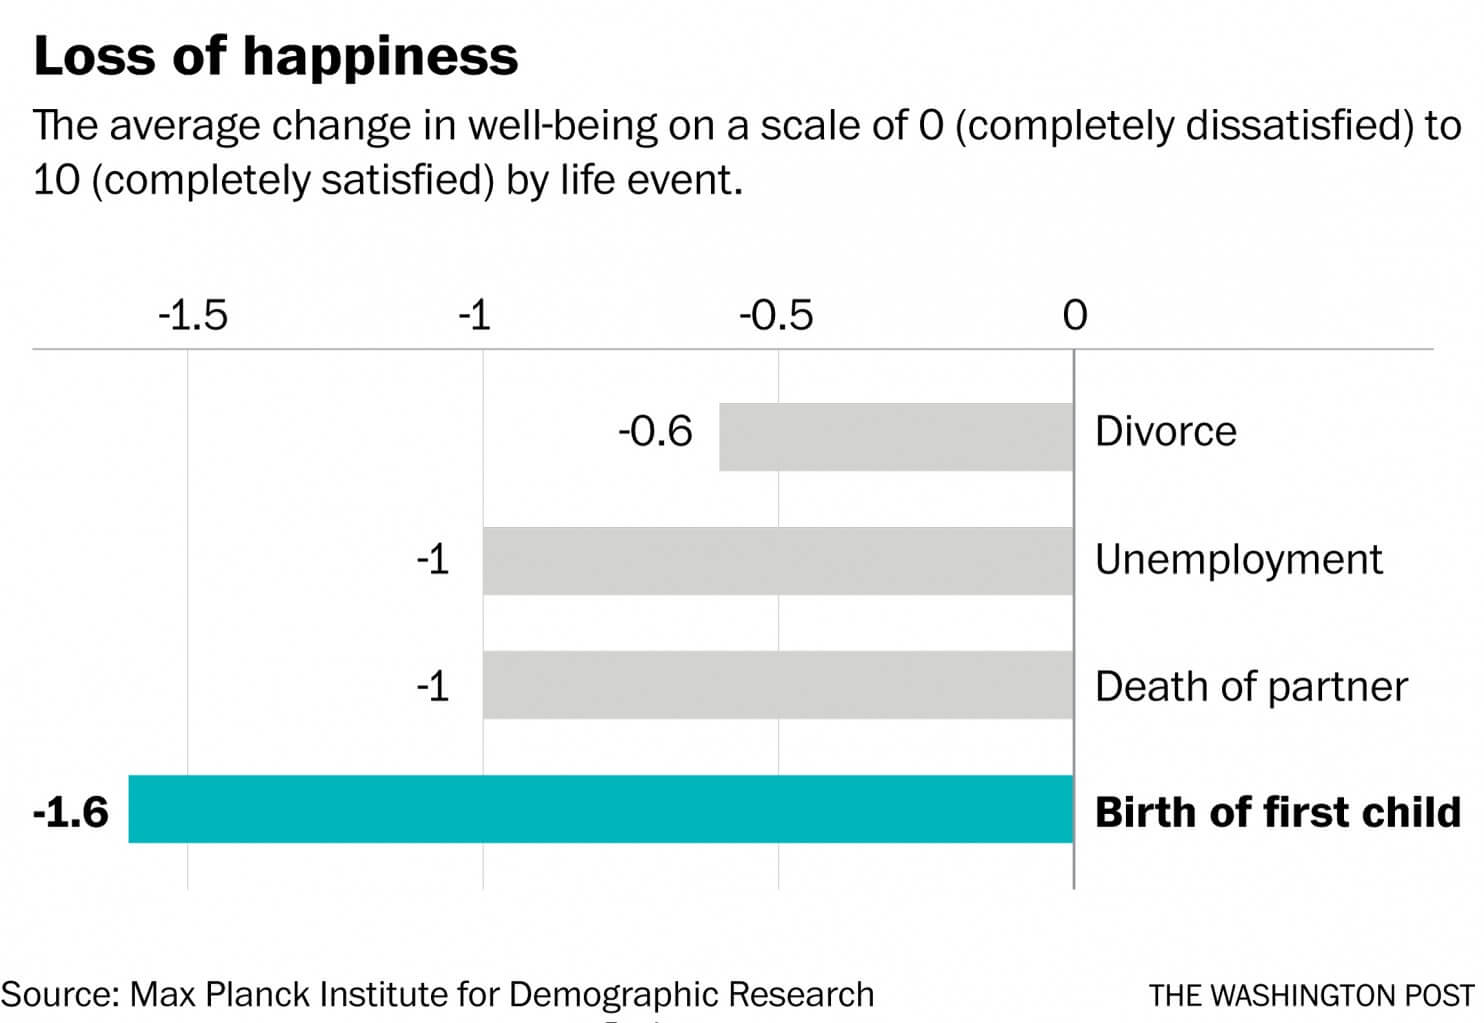 Loss of happiness
The average change in well-being on a scale of 0 (completely dissatisfied) to
10 (completely satisfied) by life event.
-1.5 -1 -0.5 0
-0.6 Divorce
-1 Unemployment
-1 Death of partner
-1.6 Birth of first child
Source: Max Planck Institute for Demographic Research THE WASHINGTON POST